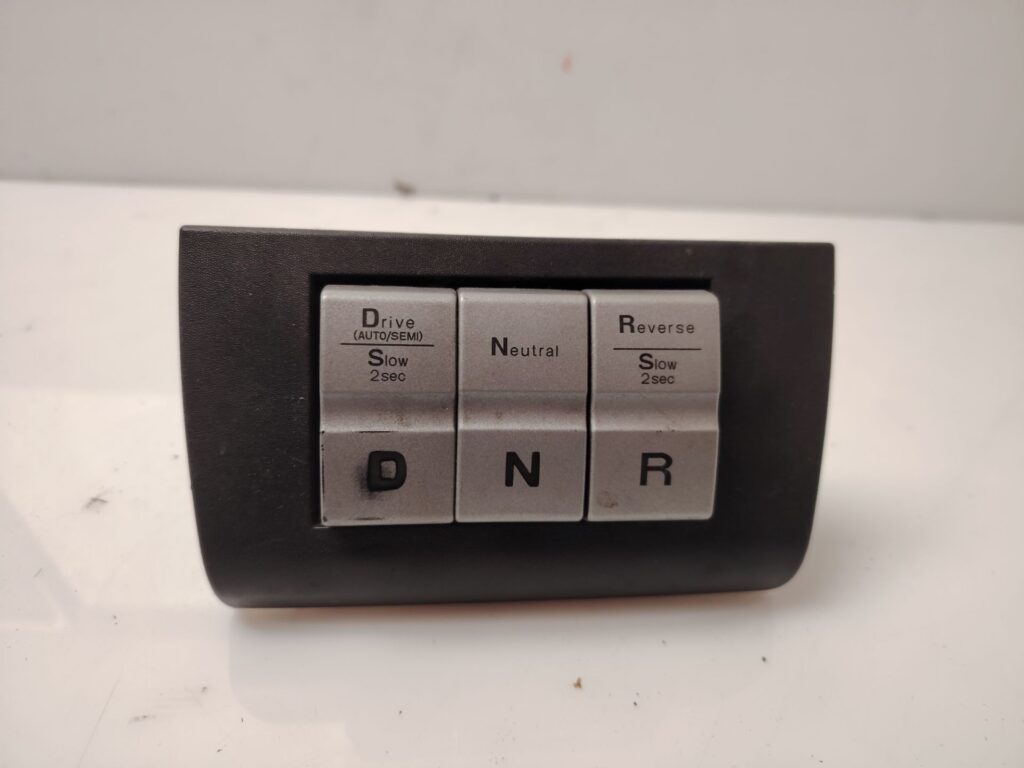 Drive
(AUTO/SEMI)
Slow
2sec
D
Neutral
N
Reverse
Slow
2sec
R